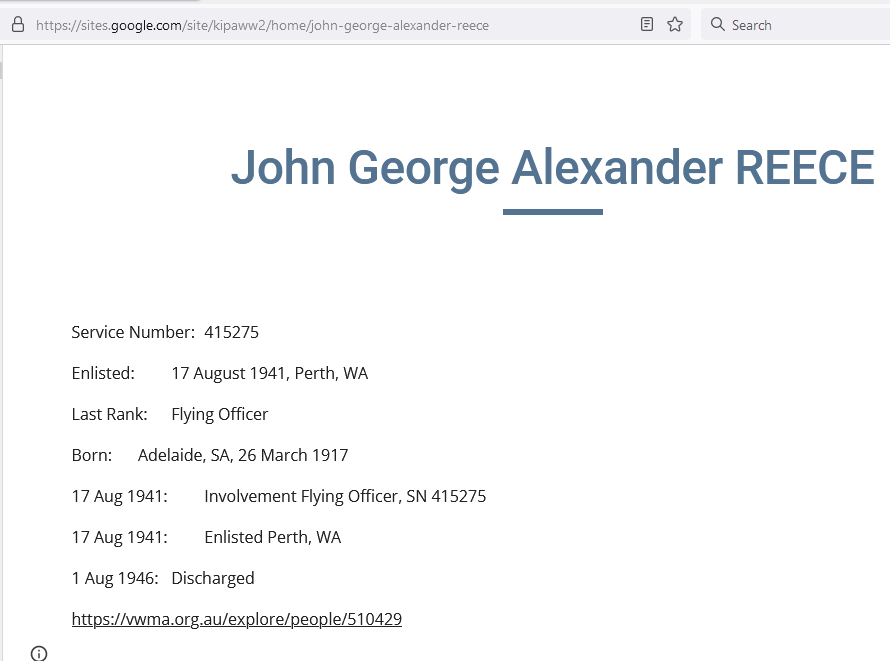 https://sites.google.com/site/kipaww2/home/john-george-alexander-reece
Search
John George Alexander REECE
Service Number: 415275
Enlisted: 17 August 1941, Perth, WA
Last Rank: Flying Officer
Born: Adelaide, SA, 26 March 1917
17 Aug 1941: Involvement Flying Officer, SN 415275
17 Aug 1941: Enlisted Perth, WA
1 Aug 1946: Discharged
https://vwma.org.au/explore/people/510429